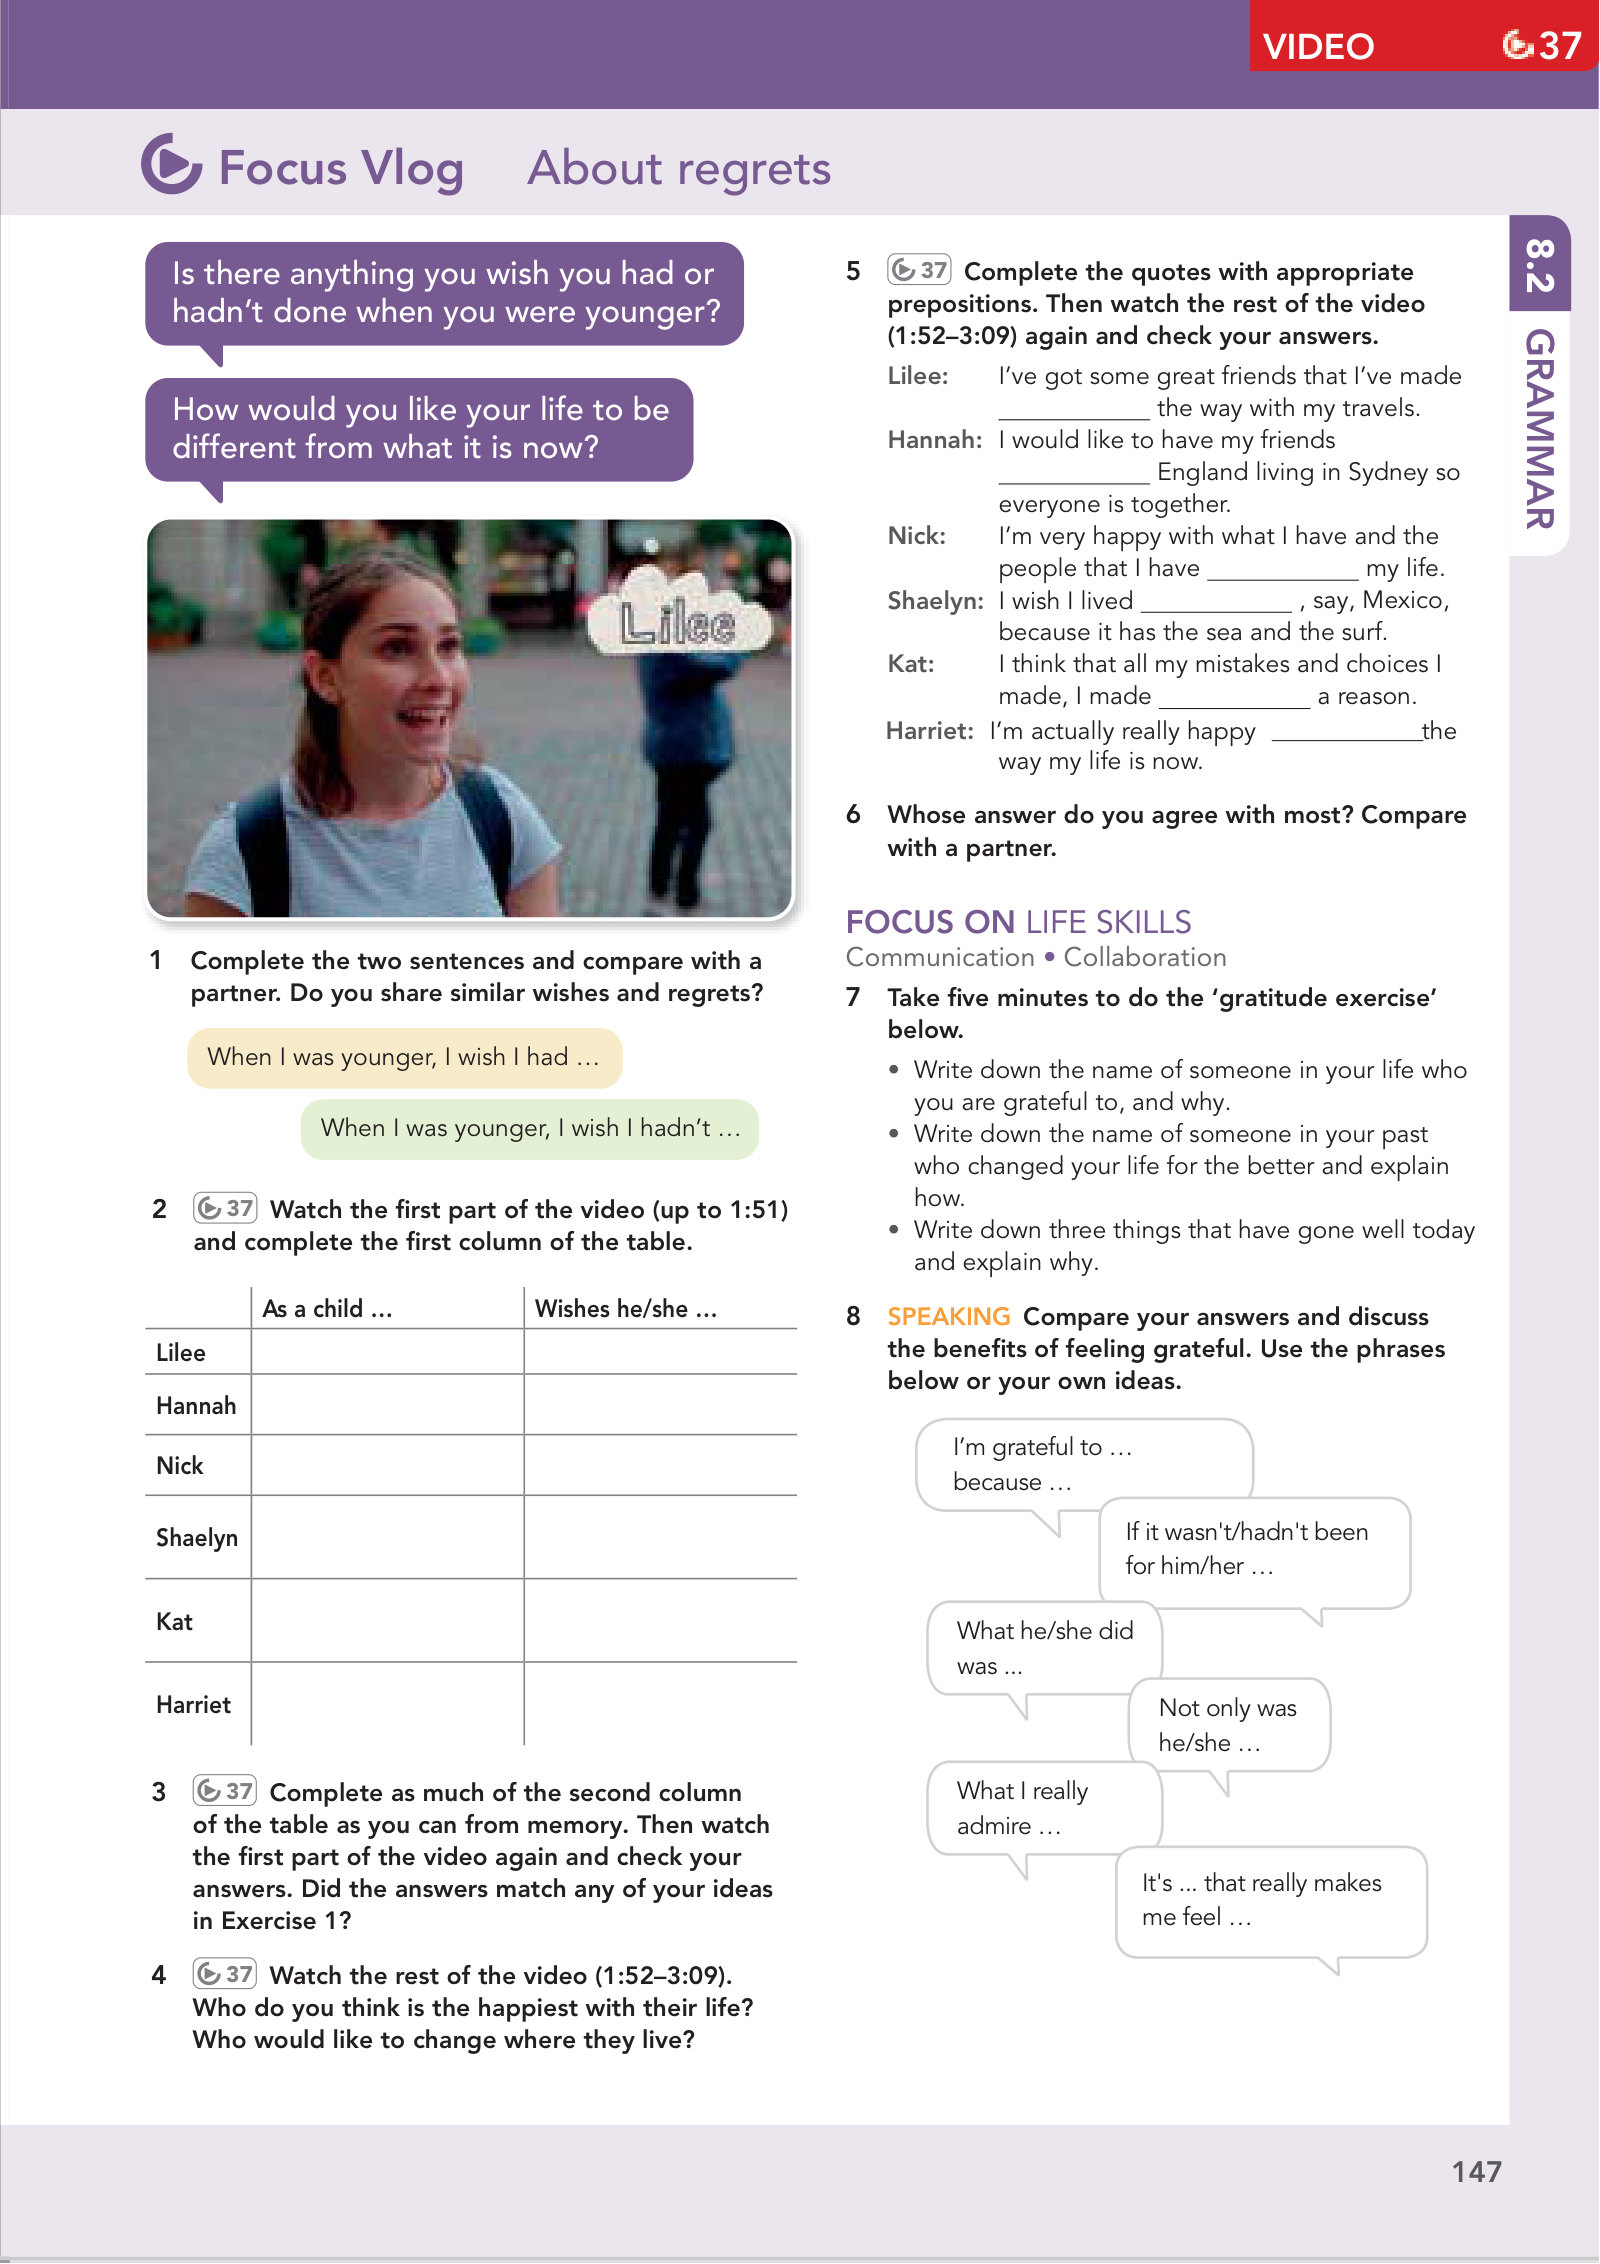 VIDEO 37
Focus Vlog About regrets
Is there anything you wish you had or
hadn't done when you were younger?
How would you like your life to be
different from what it is now?
Lilee
1 Complete the two sentences and compare with a
partner. Do you share similar wishes and regrets?
When I was younger, I wish I had …
When I was younger, I wish I hadn't …
2 37 Watch the first part of the video (up to 1:51)
and complete the first column of the table.
As a child … Wishes he/she …
Lilee
Hannah
Nick
Shaelyn
Kat
Harriet
3 37 Complete as much of the second column
of the table as you can from memory. Then watch
the first part of the video again and check your
answers. Did the answers match any of your ideas
in Exercise 1?
4 37 Watch the rest of the video (1:52–3:09).
Who do you think is the happiest with their life?
Who would like to change where they live?
5 37 Complete the quotes with appropriate
prepositions. Then watch the rest of the video
(1:52–3:09) again and check your answers.
Lilee: I've got some great friends that I've made
____________ the way with my travels.
Hannah: I would like to have my friends
____________ England living in Sydney so
everyone is together.
Nick: I'm very happy with what I have and the
people that I have ____________ my life.
Shaelyn: I wish I lived ____________ , say, Mexico,
because it has the sea and the surf.
Kat: I think that all my mistakes and choices I
made, I made ____________ a reason.
Harriet: I'm actually really happy ____________the
way my life is now.
6 Whose answer do you agree with most? Compare
with a partner.
FOCUS ON LIFE SKILLS
Communication • Collaboration
7 Take five minutes to do the 'gratitude exercise'
below.
• Write down the name of someone in your life who
you are grateful to, and why.
• Write down the name of someone in your past
who changed your life for the better and explain
how.
• Write down three things that have gone well today
and explain why.
8 SPEAKING Compare your answers and discuss
the benefits of feeling grateful. Use the phrases
below or your own ideas.
I'm grateful to …
because …
If it wasn't/hadn't been
for him/her …
What he/she did
was ...
Not only was
he/she …
What I really
admire …
It's ... that really makes
me feel …
8.2 GRAMMAR
147